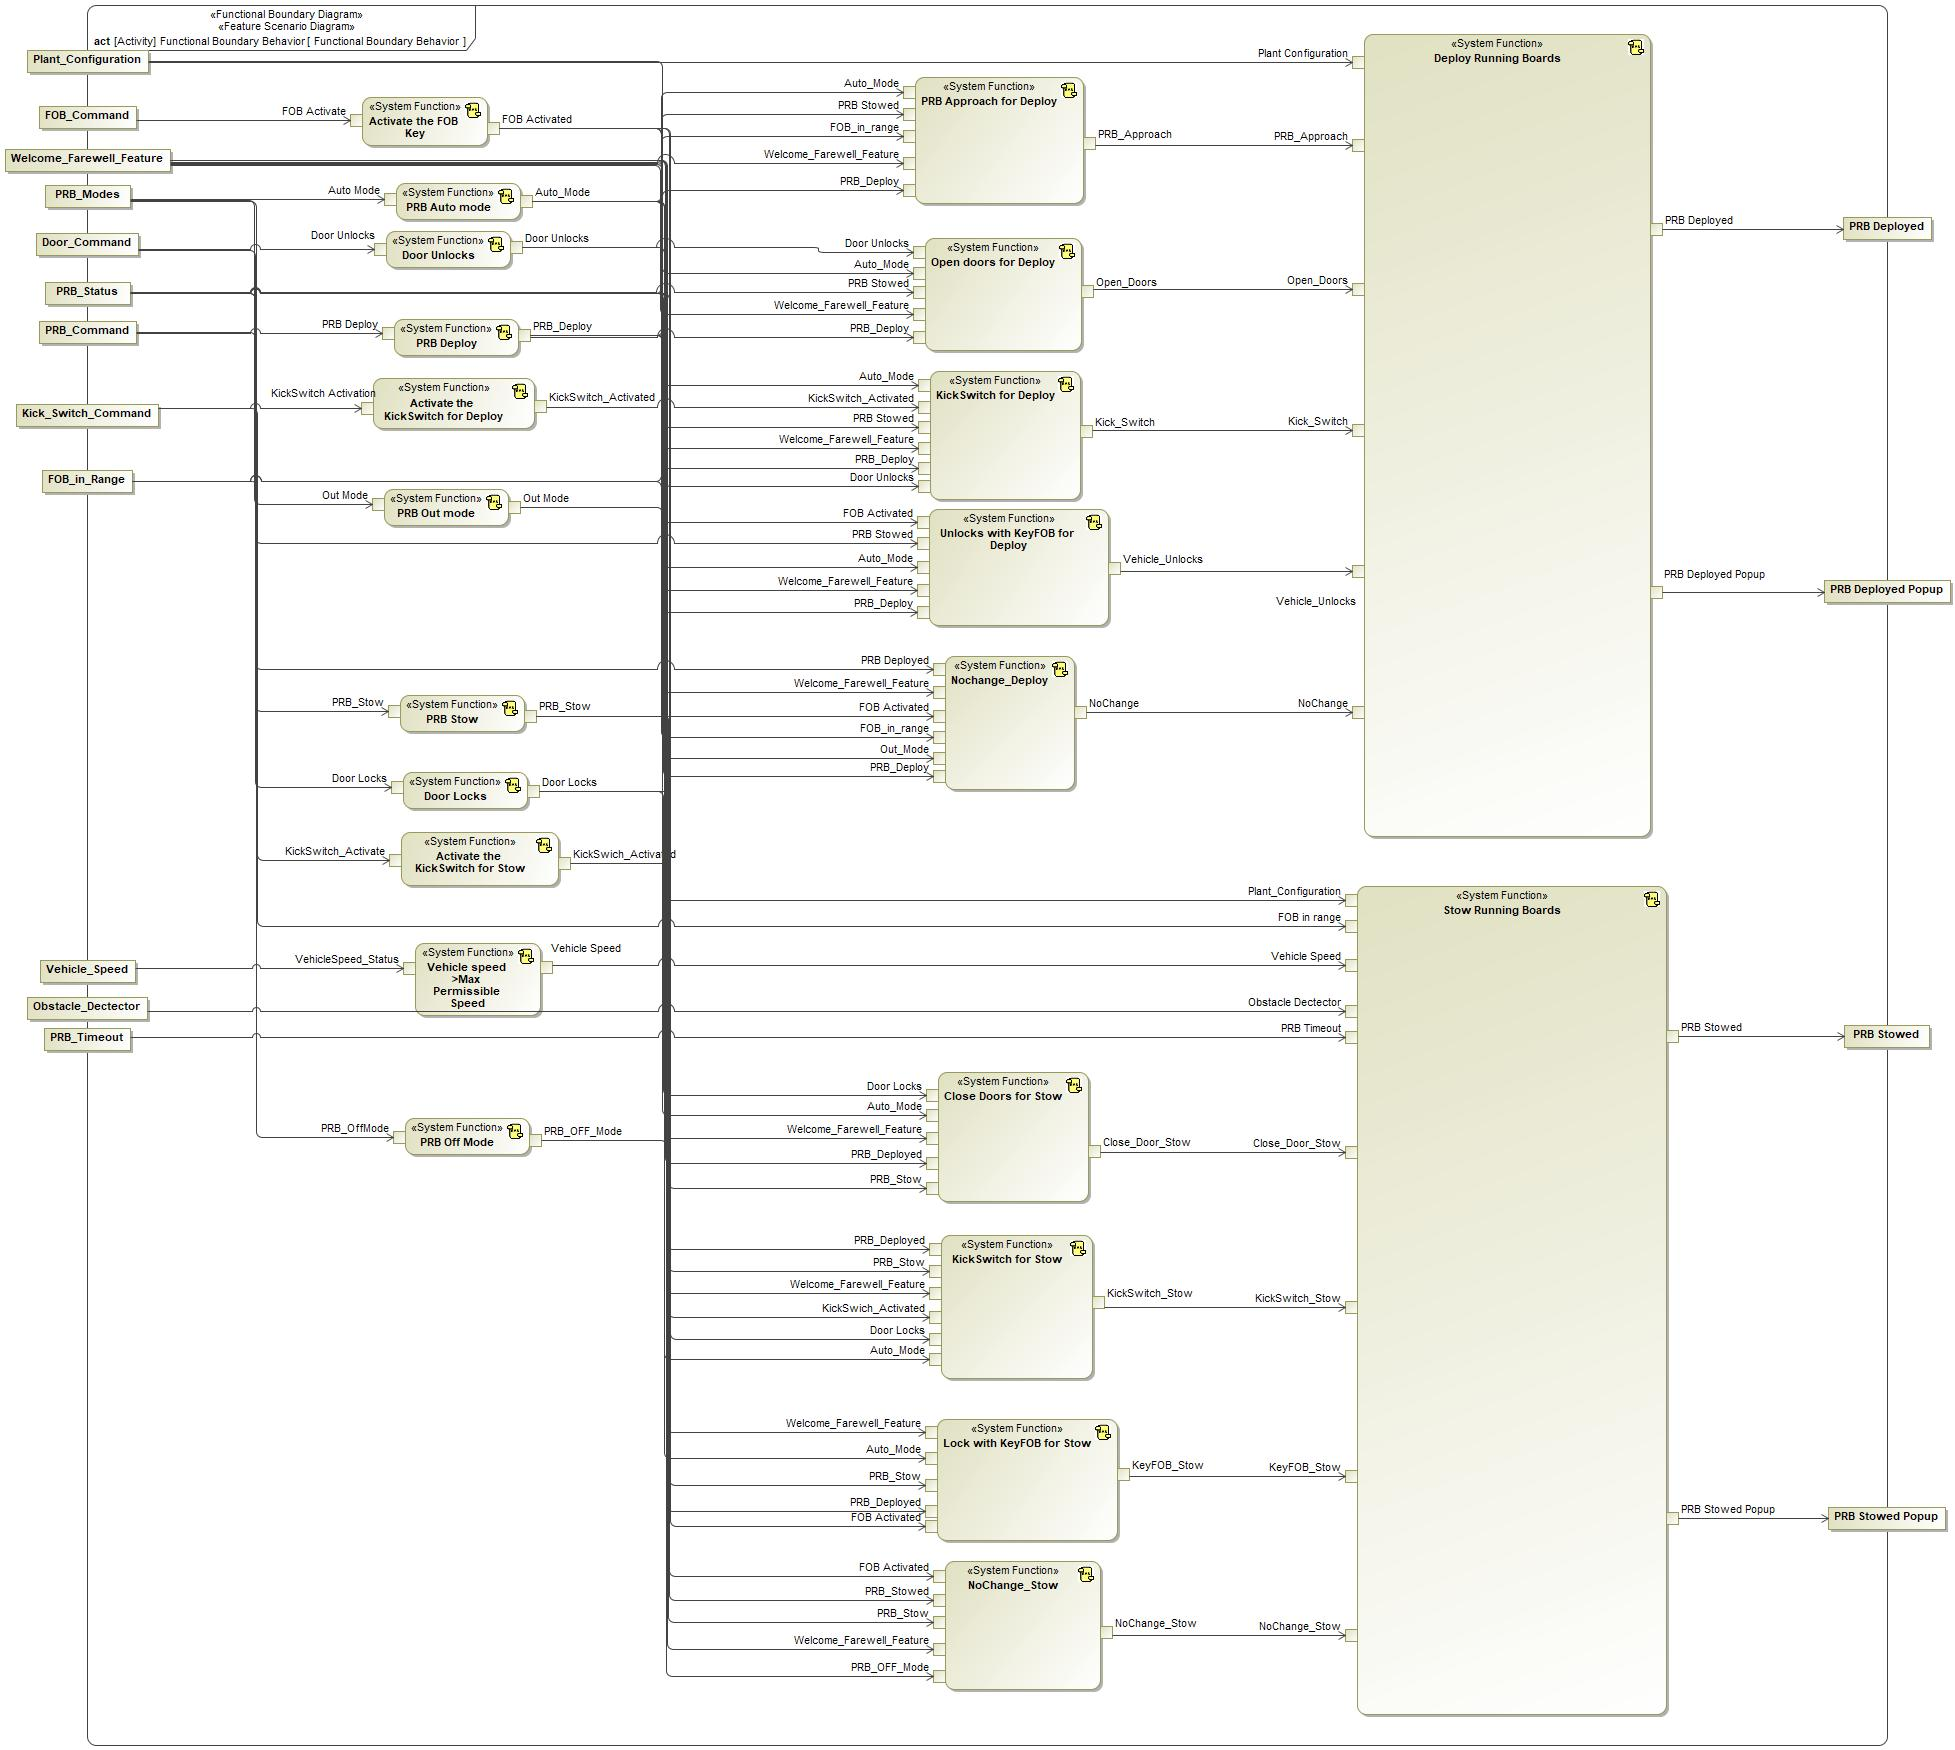 «Functional Boundary Diagram»
«Feature Scenario Diagram»
act [Activity] Functional Boundary Behavior [ Functional Boundary Behavior ]
Plant_Configuration
FOB_Command
Welcome_Farewell_Feature
PRB_Modes
Door_Command
PRB_Status
PRB_Command
Kick_Switch_Command
FOB_in_Range
Vehicle_Speed
Obstacle_Dectector
PRB_Timeout
FOB Activate
«System Function»
Activate the FOB
Key
FOB Activated
Auto Mode
«System Function»
PRB Auto mode
Auto_Mode
Door Unlocks
«System Function»
Door Unlocks
Door Unlocks
PRB Deploy
«System Function»
PRB Deploy
PRB_Deploy
KickSwitch Activation
«System Function»
Activate the
KickSwitch for Deploy
KickSwitch_Activated
Out Mode
«System Function»
PRB Out mode
Out Mode
PRB_Stow
«System Function»
PRB Stow
PRB_Stow
Door Locks
«System Function»
Door Locks
Door Locks
KickSwitch_Activate
«System Function»
Activate the
KickSwitch for Stow
KickSwich_Activated
VehicleSpeed_Status
«System Function»
Vehicle speed
>Max
Permissible
Speed
Vehicle Speed
PRB_OffMode
«System Function»
PRB Off Mode
PRB_OFF_Mode
Auto_Mode
PRB Stowed
FOB_in_range
Welcome_Farewell_Feature
PRB_Deploy
«System Function»
PRB Approach for Deploy
PRB_Approach
Door Unlocks
Auto_Mode
PRB Stowed
Welcome_Farewell_Feature
PRB_Deploy
«System Function»
Open doors for Deploy
Open_Doors
Auto_Mode
KickSwitch_Activated
PRB Stowed
Welcome_Farewell_Feature
PRB_Deploy
Door Unlocks
«System Function»
KickSwitch for Deploy
Kick_Switch
FOB Activated
PRB Stowed
Auto_Mode
Welcome_Farewell_Feature
PRB_Deploy
«System Function»
Unlocks with KeyFOB for
Deploy
Vehicle_Unlocks
PRB Deployed
Welcome_Farewell_Feature
FOB Activated
FOB_in_range
Out_Mode
PRB_Deploy
«System Function»
Nochange_Deploy
NoChange
Plant Configuration
PRB_Approach
Open_Doors
Kick_Switch
Vehicle_Unlocks
NoChange
«System Function»
Deploy Running Boards
PRB Deployed
PRB Deployed
PRB Deployed Popup
PRB Deployed Popup
Plant_Configuration
FOB in range
Vehicle Speed
Obstacle Dectector
PRB Timeout
Door Locks
Auto_Mode
Welcome_Farewell_Feature
PRB_Deployed
PRB_Stow
«System Function»
Close Doors for Stow
Close_Door_Stow
Close_Door_Stow
PRB_Deployed
PRB_Stow
Welcome_Farewell_Feature
KickSwich_Activated
Door Locks
Auto_Mode
«System Function»
KickSwitch for Stow
KickSwitch_Stow
KickSwitch_Stow
Welcome_Farewell_Feature
Auto_Mode
PRB_Stow
PRB_Deployed
FOB Activated
«System Function»
Lock with KeyFOB for Stow
KeyFOB_Stow
KeyFOB_Stow
FOB Activated
PRB_Stowed
PRB_Stow
Welcome_Farewell_Feature
PRB_OFF_Mode
«System Function»
NoChange_Stow
NoChange_Stow
NoChange_Stow
«System Function»
Stow Running Boards
PRB Stowed
PRB Stowed
PRB Stowed Popup
PRB Stowed Popup